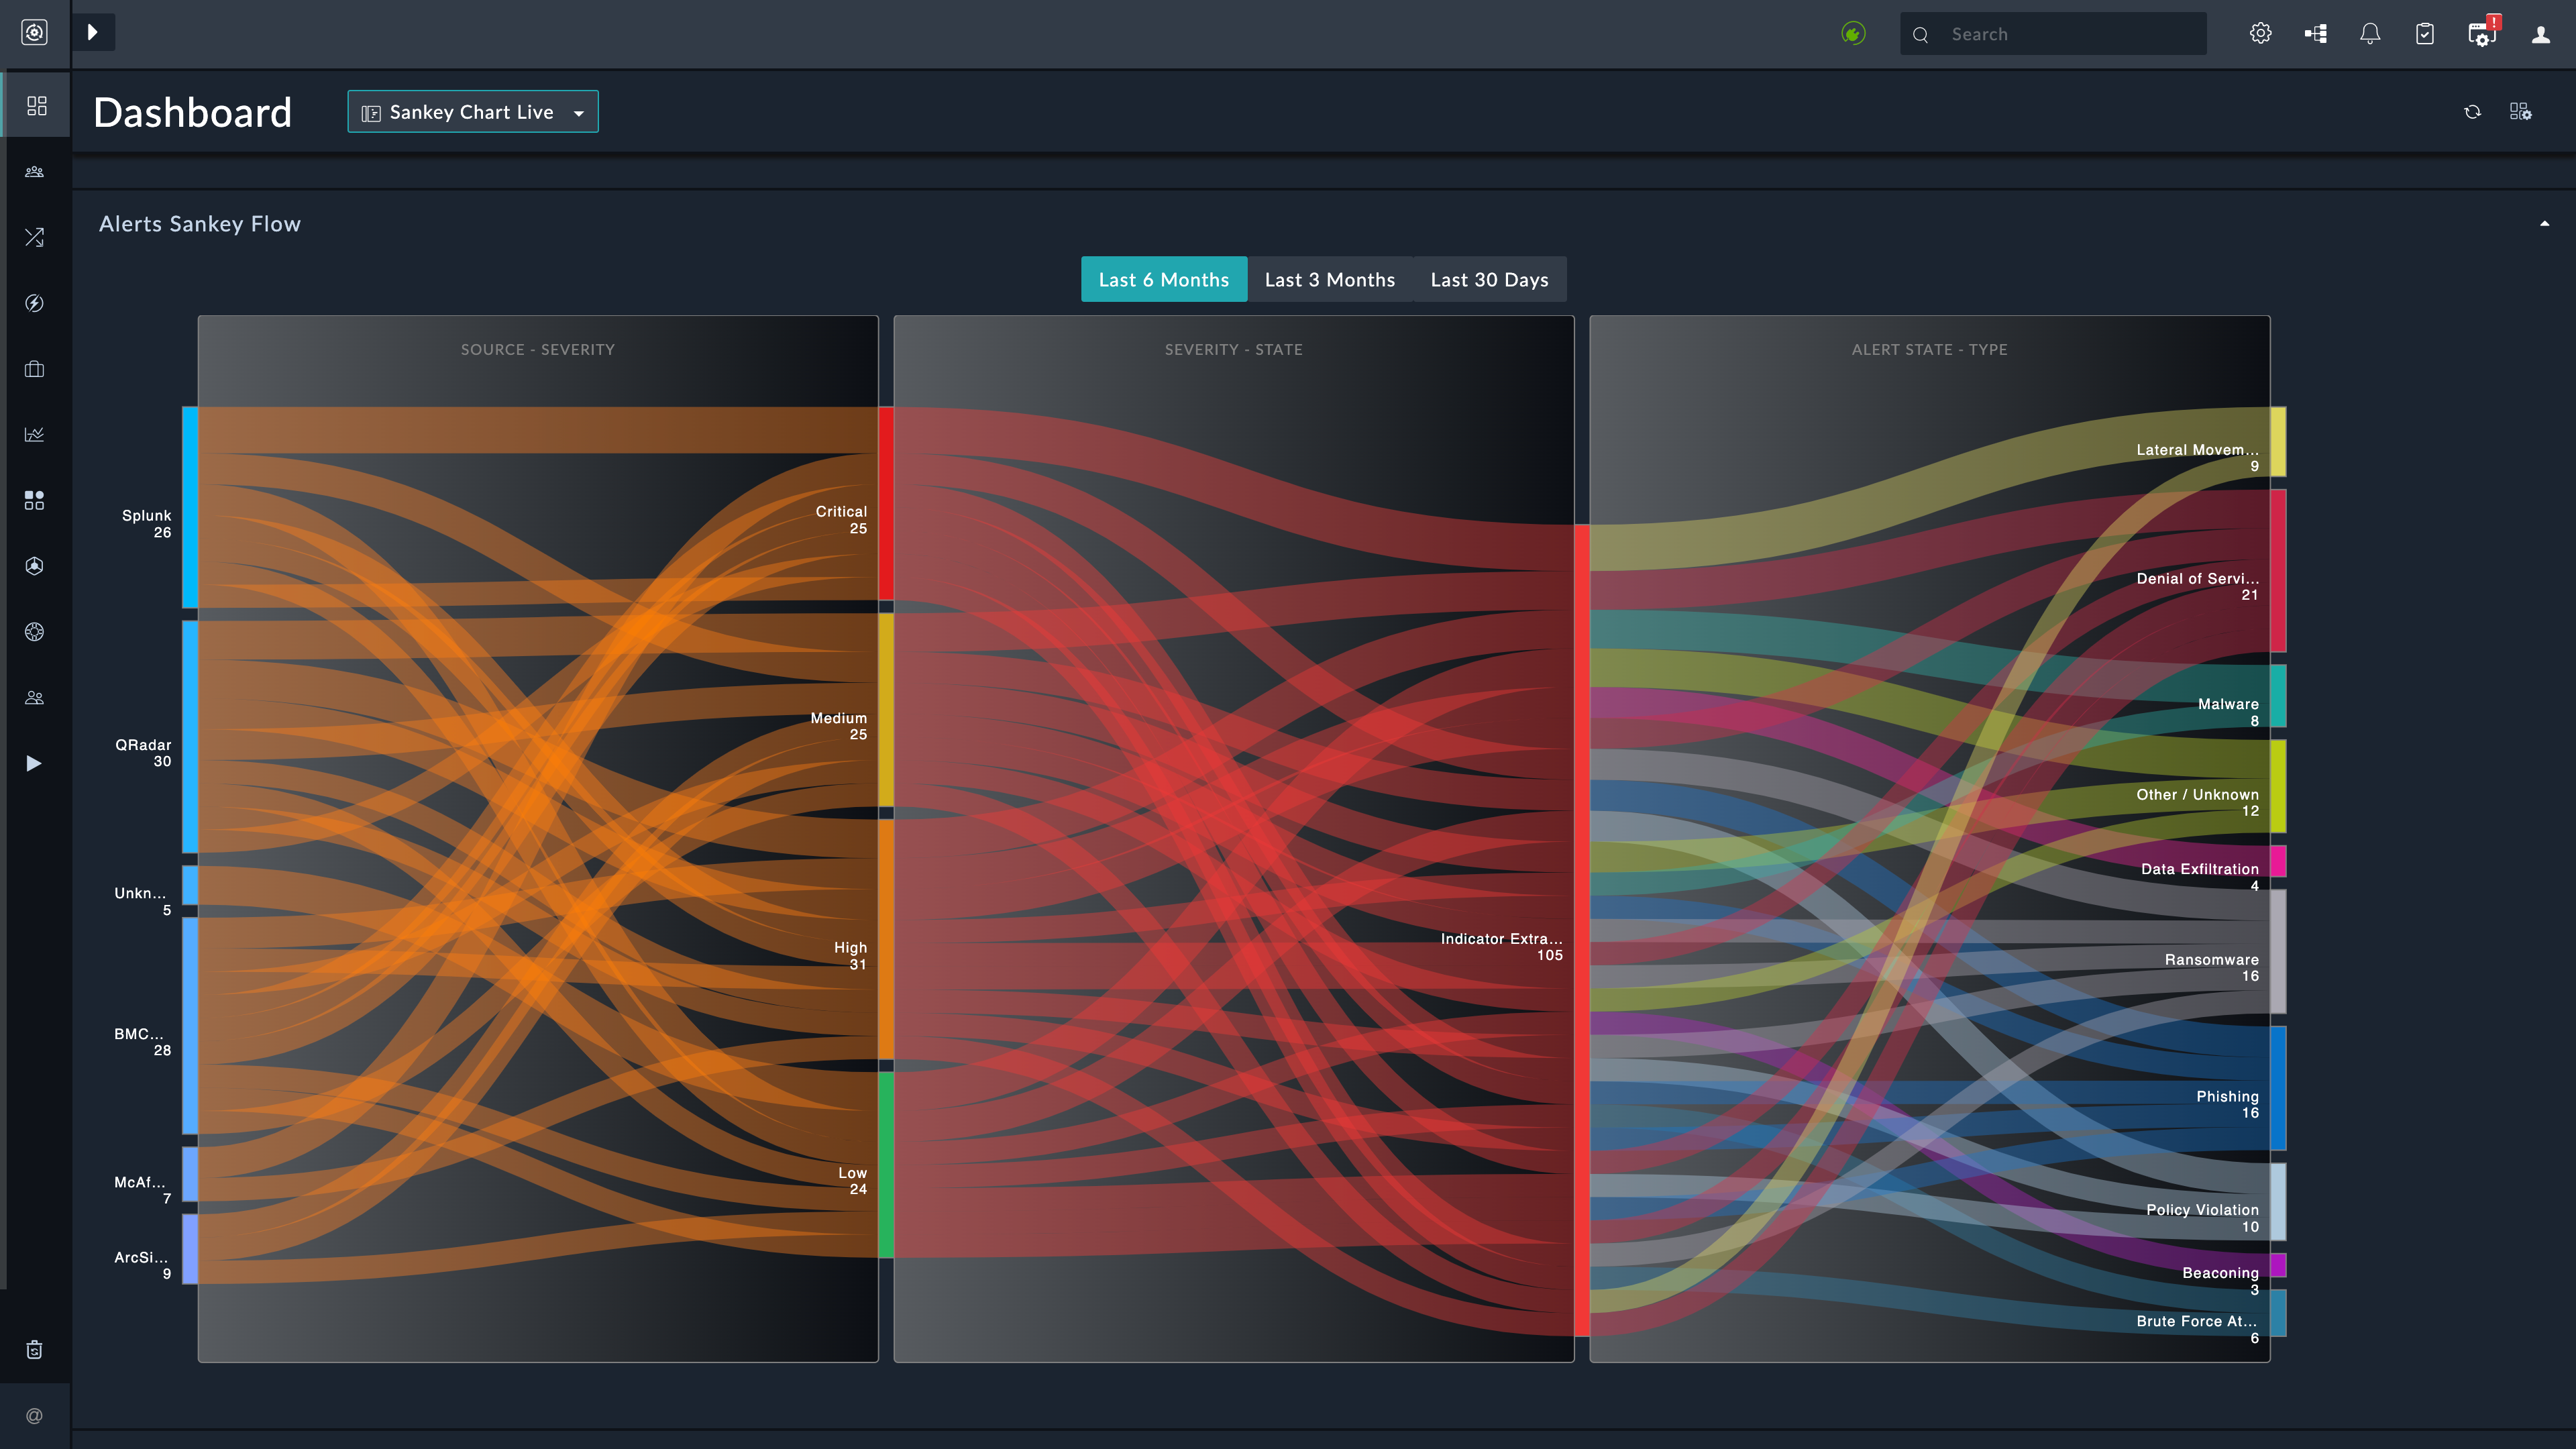 Search
!
Dashboard
Sankey Chart Live
Alerts Sankey Flow
Last 6 Months
Last 3 Months
Last 30 Days
SOURCE - SEVERITY
SEVERITY - STATE
ALERT STATE - TYPE
Splunk
26
QRadar
30
Unkn...
5
BMC...
28
McAf...
7
ArcSi...
9
Critical
25
Medium
25
High
31
Low
24
Indicator Extra...
105
Lateral Movem...
9
Denial of Servi...
21
Malware
8
Other / Unknown
12
Data Exfiltration
4
Ransomware
16
Phishing
16
Policy Violation
10
Beaconing
3
Brute Force At...
6
@